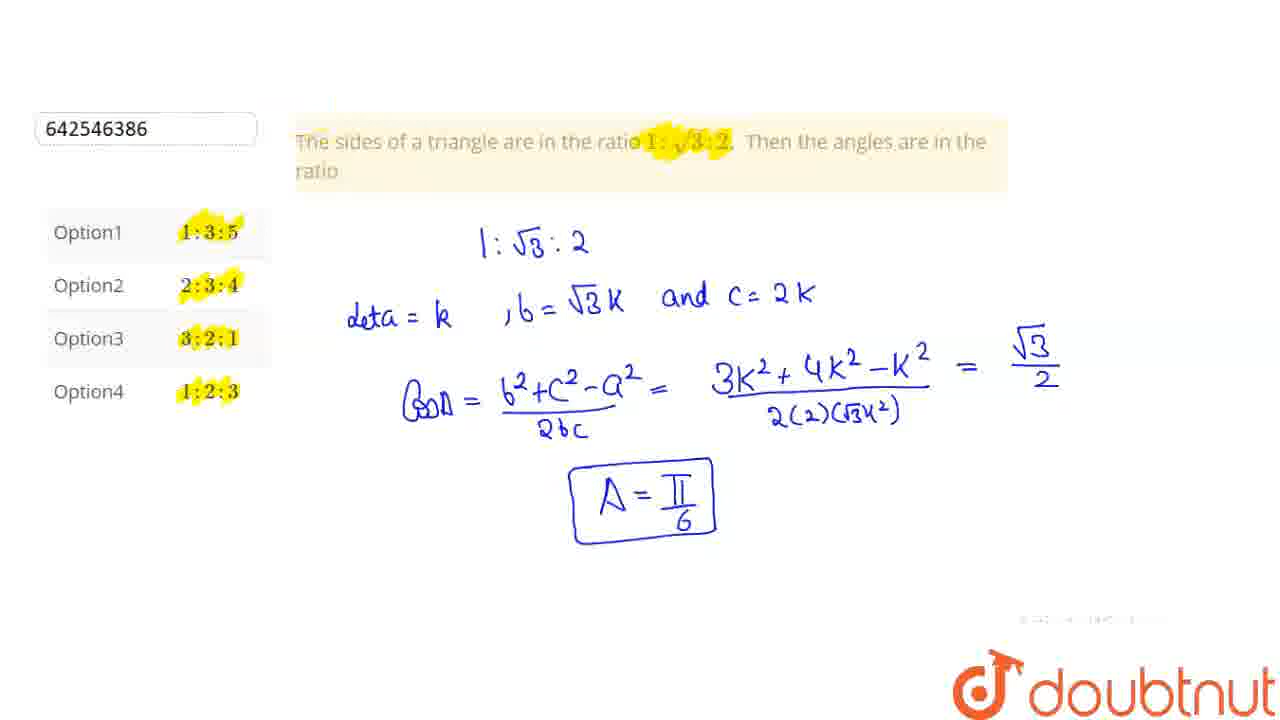 642546386
The sides of a triangle are in the ratio 1 : √3 : 2. Then the angles are in the
ratio
Option1 1 : 3 : 5
Option2 2 : 3 : 4
Option3 3 : 2 : 1
Option4 1 : 2 : 3
1 : √3 : 2
let a = k , b = √3 k and c = 2 k
Cos A = (b² + c² - a²) / 2bc = (3k² + 4k² - k²) / 2(2)(√3k²) = √3 / 2
A = π / 6
doubtnut